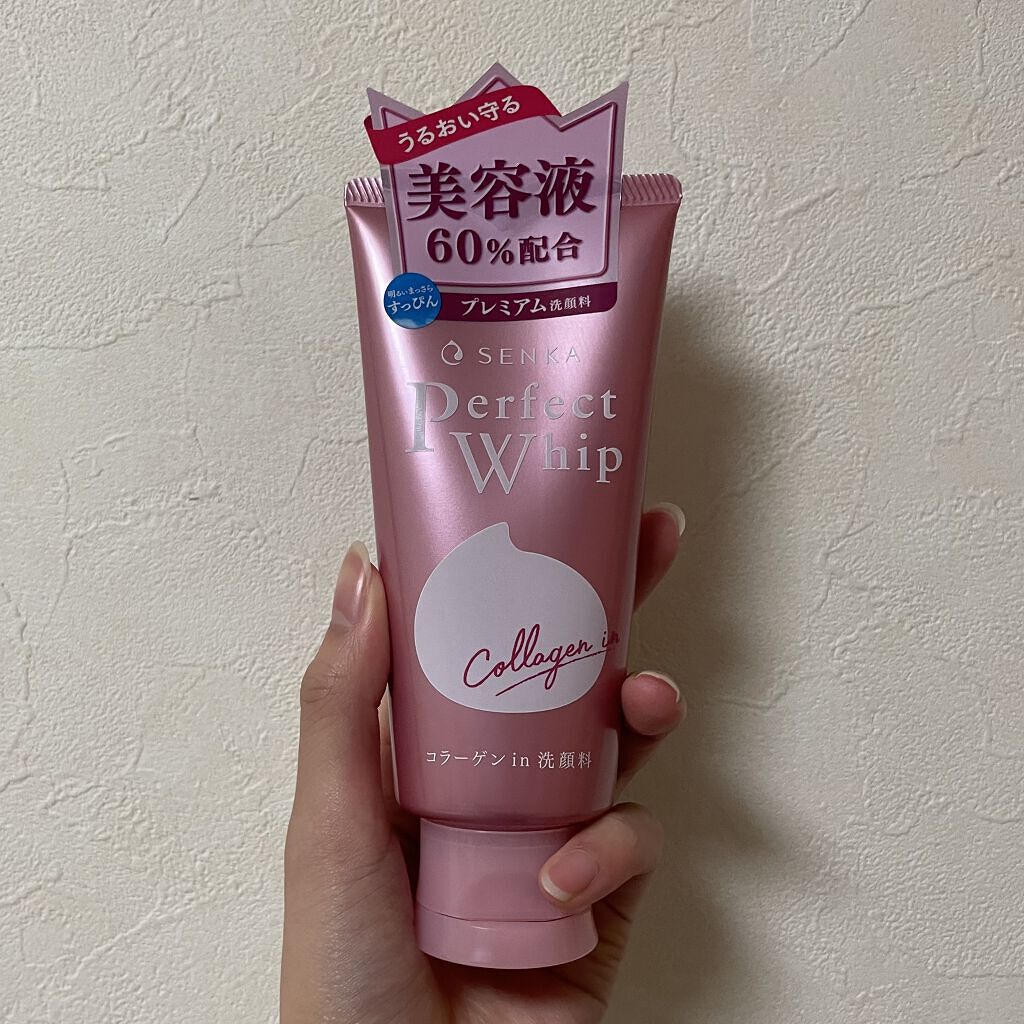 うるおい守る
美容液
60%配合
明るいまっさら
すっぴん
プレミアム洗顔料
SENKA
Perfect
Whip
Collagen in
コラーゲンin 洗顔料